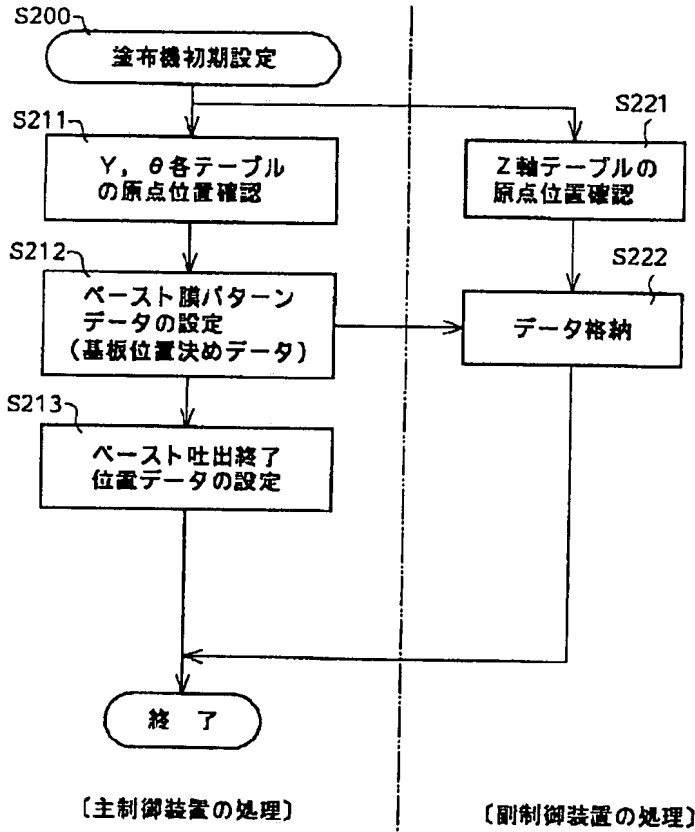 S200
塗布機初期設定
S211
Y，θ各テーブル
の原点位置確認
S221
Z軸テーブルの
原点位置確認
S212
ペースト膜パターン
データの設定
(基板位置決めデータ)
S222
データ格納
S213
ペースト吐出終了
位置データの設定
終 了
〔主制御装置の処理〕
〔副制御装置の処理〕